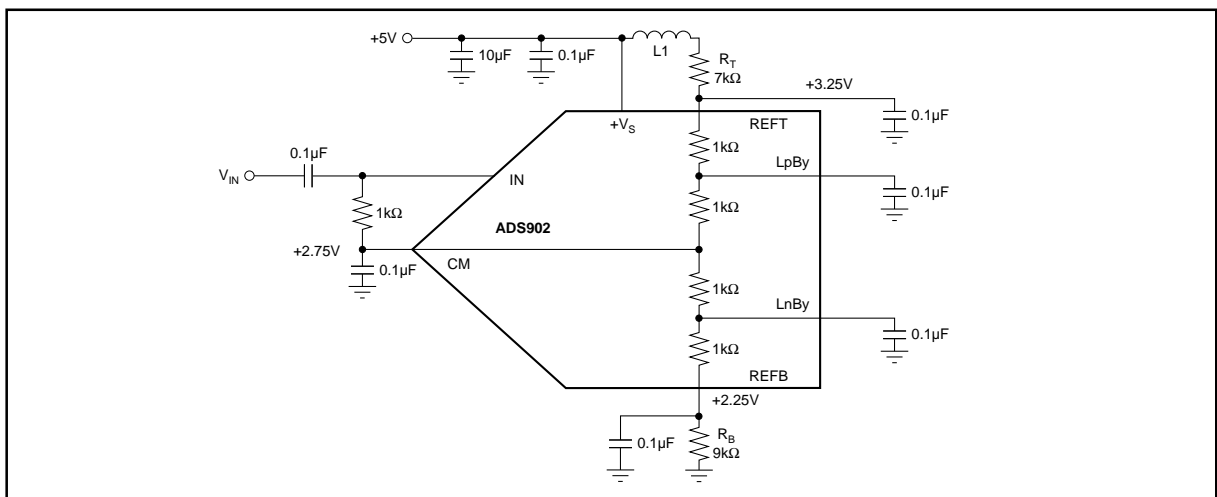 +5V
10µF
0.1µF
L1
R_T
7kΩ
+3.25V
0.1µF
+V_S
REFT
1kΩ
LpBy
0.1µF
0.1µF
V_IN
IN
1kΩ
1kΩ
ADS902
+2.75V
0.1µF
CM
1kΩ
LnBy
0.1µF
1kΩ
REFB
+2.25V
0.1µF
R_B
9kΩ